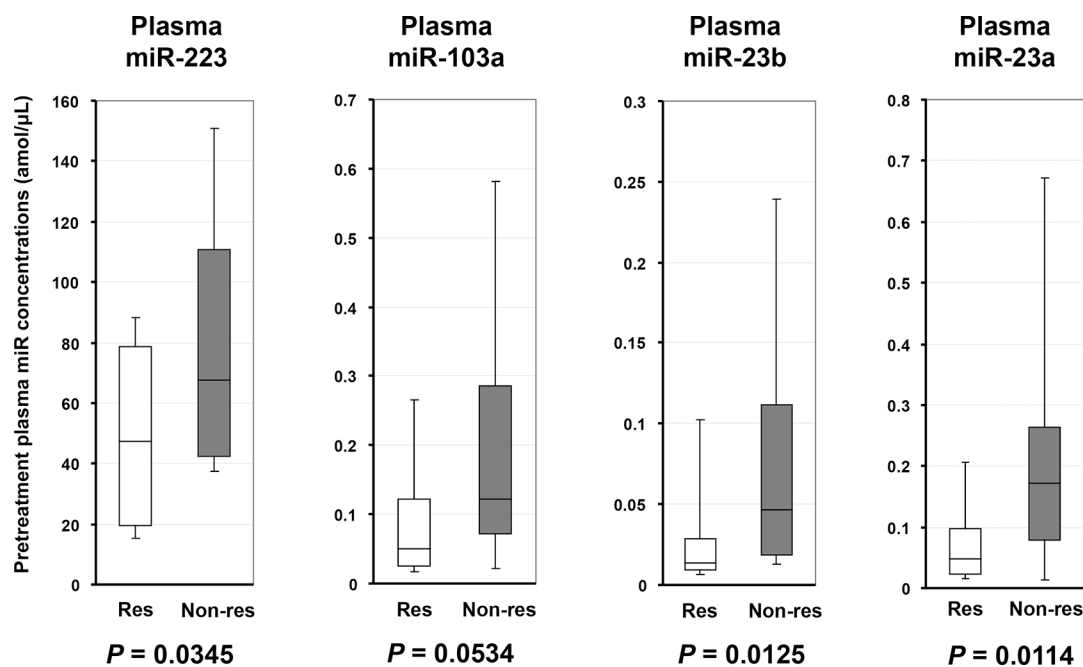 Plasma
miR-223
Plasma
miR-103a
Plasma
miR-23b
Plasma
miR-23a
Pretreatment plasma miR concentrations (amol/µL)
160
140
120
100
80
60
40
20
0
Res Non-res
P = 0.0345
0.7
0.6
0.5
0.4
0.3
0.2
0.1
0
Res Non-res
P = 0.0534
0.3
0.25
0.2
0.15
0.1
0.05
0
Res Non-res
P = 0.0125
0.8
0.7
0.6
0.5
0.4
0.3
0.2
0.1
0
Res Non-res
P = 0.0114